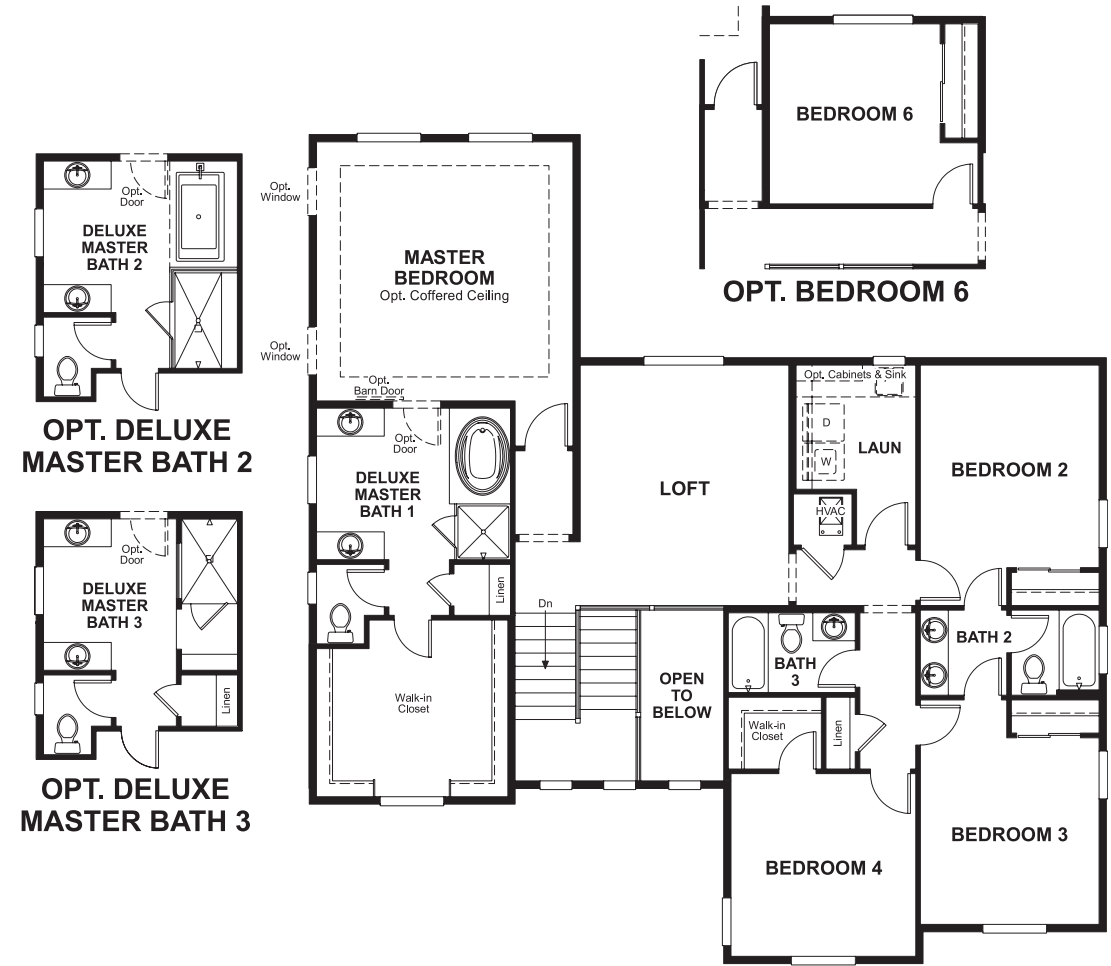 BEDROOM 6
OPT. BEDROOM 6
Opt.
Door
DELUXE
MASTER
BATH 2
OPT. DELUXE
MASTER BATH 2
Opt.
Door
DELUXE
MASTER
BATH 3
Linen
OPT. DELUXE
MASTER BATH 3
Opt.
Window
MASTER
BEDROOM
Opt. Coffered Ceiling
Opt.
Window
Opt.
Barn Door
Opt.
Door
DELUXE
MASTER
BATH 1
Linen
Walk-in
Closet
Dn
LOFT
OPEN
TO
BELOW
Opt. Cabinets & Sink
D
W
LAUN
HVAC
BEDROOM 2
BATH 2
BATH
3
Walk-in
Closet
Linen
BEDROOM 3
BEDROOM 4